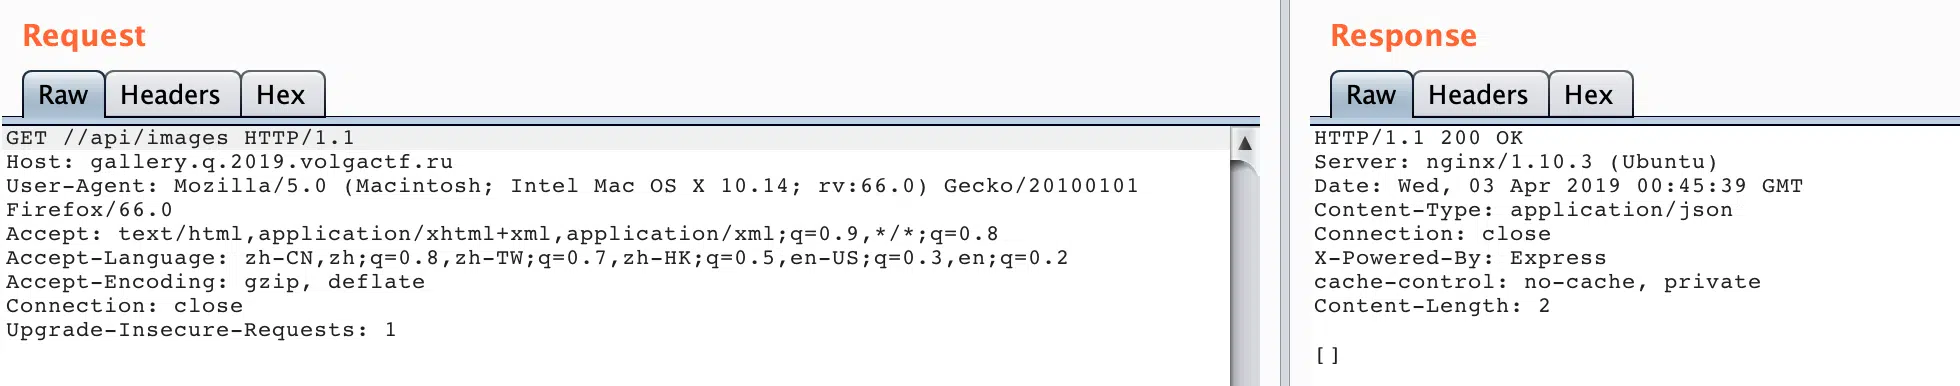 Request
Raw Headers Hex
GET //api/images HTTP/1.1
Host: gallery.q.2019.volgactf.ru
User-Agent: Mozilla/5.0 (Macintosh; Intel Mac OS X 10.14; rv:66.0) Gecko/20100101
Firefox/66.0
Accept: text/html,application/xhtml+xml,application/xml;q=0.9,*/*;q=0.8
Accept-Language: zh-CN,zh;q=0.8,zh-TW;q=0.7,zh-HK;q=0.5,en-US;q=0.3,en;q=0.2
Accept-Encoding: gzip, deflate
Connection: close
Upgrade-Insecure-Requests: 1
Response
Raw Headers Hex
HTTP/1.1 200 OK
Server: nginx/1.10.3 (Ubuntu)
Date: Wed, 03 Apr 2019 00:45:39 GMT
Content-Type: application/json
Connection: close
X-Powered-By: Express
cache-control: no-cache, private
Content-Length: 2
[]